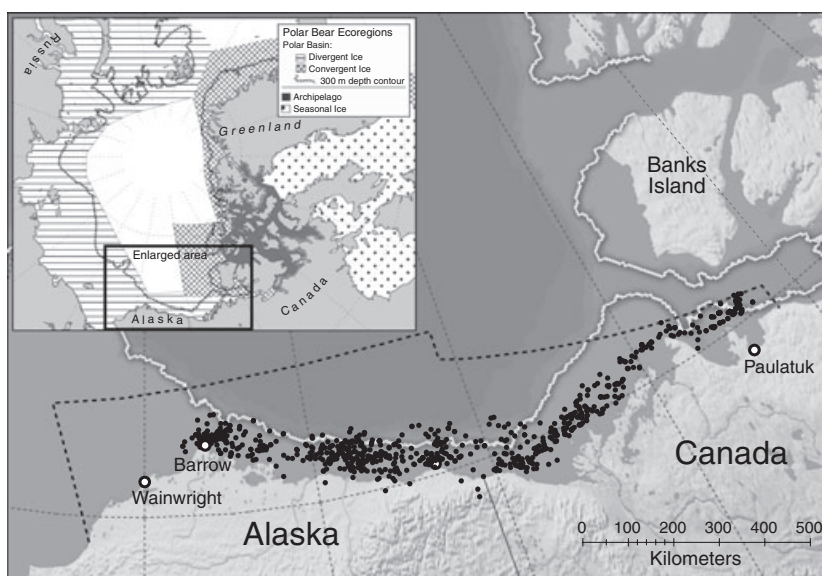 Polar Bear Ecoregions
Polar Basin:
Divergent Ice
Convergent Ice
300 m depth contour
Archipelago
Seasonal Ice
Russia
Greenland
Enlarged area
Alaska
Canada
Banks
Island
Paulatuk
Barrow
Wainwright
Canada
Alaska
0 100 200 300 400 500
Kilometers